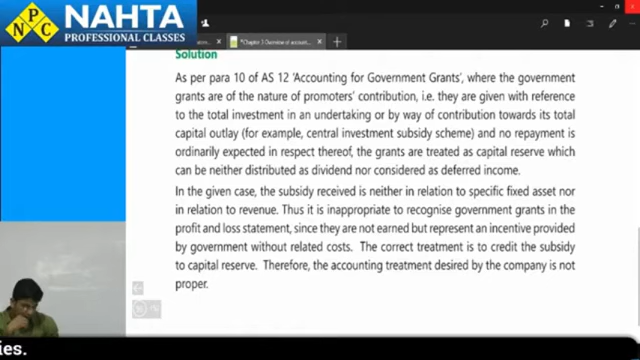 NAHTA
PROFESSIONAL CLASSES
N P C
*Chapter 3 Overview of account...
Solution
As per para 10 of AS 12 ‘Accounting for Government Grants’, where the government
grants are of the nature of promoters’ contribution, i.e. they are given with reference
to the total investment in an undertaking or by way of contribution towards its total
capital outlay (for example, central investment subsidy scheme) and no repayment is
ordinarily expected in respect thereof, the grants are treated as capital reserve which
can be neither distributed as dividend nor considered as deferred income.
In the given case, the subsidy received is neither in relation to specific fixed asset nor
in relation to revenue. Thus it is inappropriate to recognise government grants in the
profit and loss statement, since they are not earned but represent an incentive provided
by government without related costs. The correct treatment is to credit the subsidy
to capital reserve. Therefore, the accounting treatment desired by the company is not
proper.
ies.